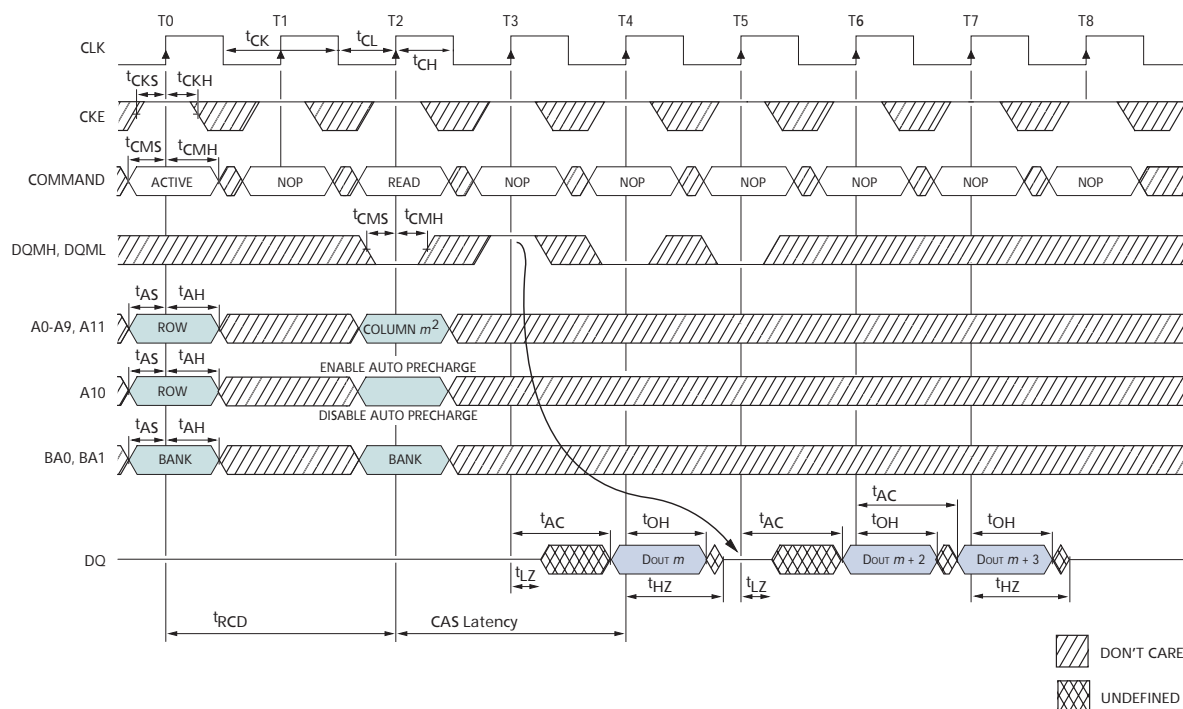 T0 T1 T2 T3 T4 T5 T6 T7 T8
CLK
tCK tCL
tCH
tCKS tCKH
CKE
tCMS tCMH
COMMAND ACTIVE NOP READ NOP NOP NOP NOP NOP NOP
tCMS tCMH
DQMH, DQML
tAS tAH
A0-A9, A11 ROW COLUMN m2
tAS tAH
ENABLE AUTO PRECHARGE
A10 ROW
DISABLE AUTO PRECHARGE
tAS tAH
BA0, BA1 BANK BANK
tAC
tAC tOH tAC tOH tOH
DQ DOUT m DOUT m + 2 DOUT m + 3
tLZ tHZ tLZ tHZ
tRCD CAS Latency
DON'T CARE
UNDEFINED